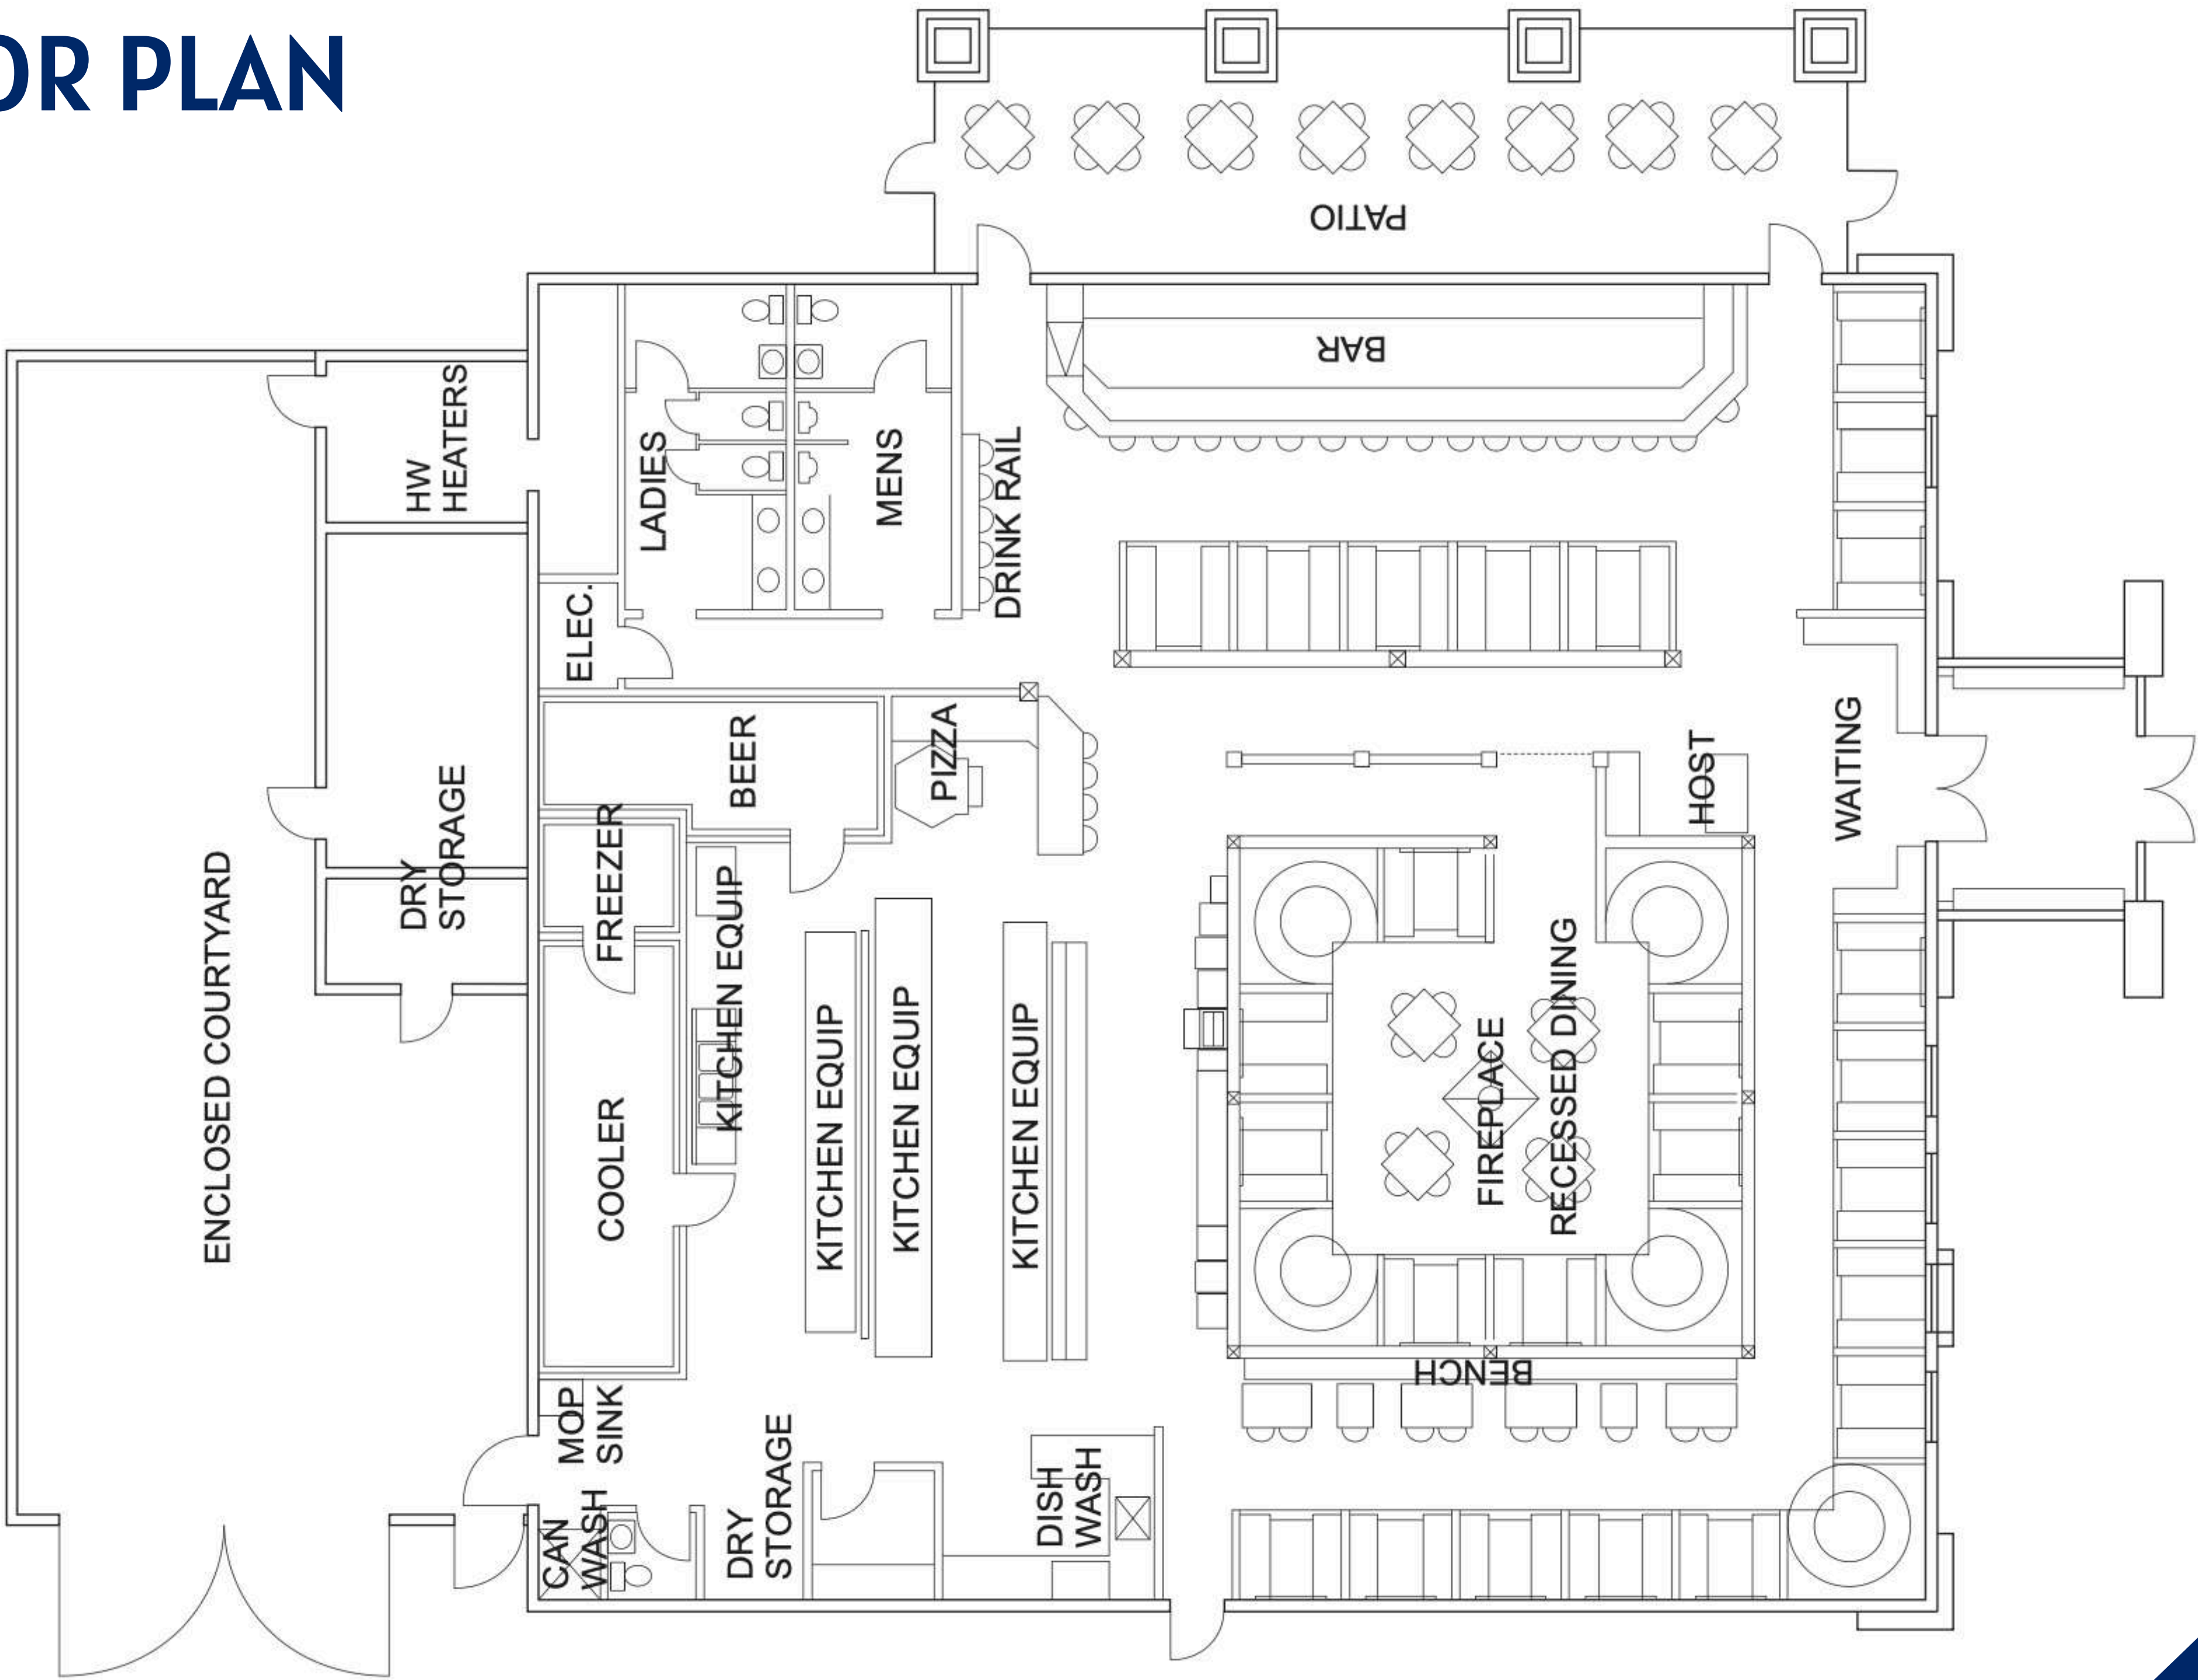 OR PLAN
PATIO
BAR
HW
HEATERS
LADIES
MENS
DRINK RAIL
ELEC.
BEER
PIZZA
DRY
STORAGE
FREEZER
HOST
WAITING
ENCLOSED COURTYARD
KITCHEN EQUIP
KITCHEN EQUIP
KITCHEN EQUIP
KITCHEN EQUIP
COOLER
FIREPLACE
RECESSED DINING
BENCH
MOP
SINK
CAN
WASH
DRY
STORAGE
DISH
WASH